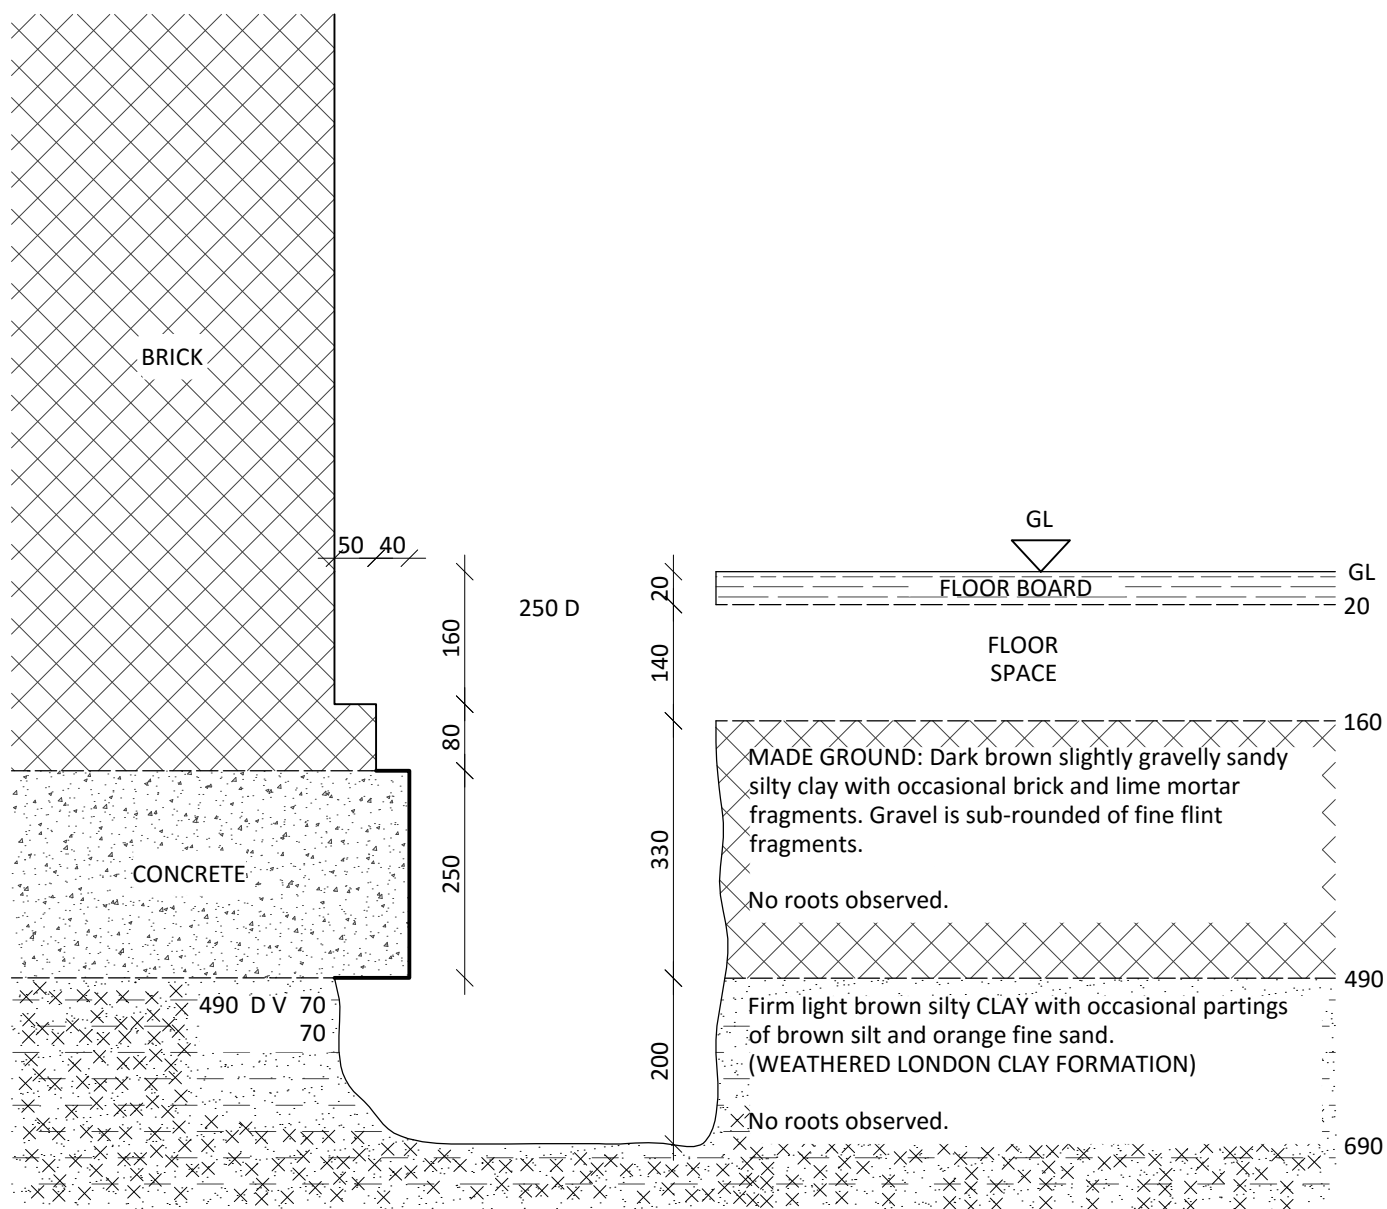 BRICK
GL
50 40
GL
FLOOR BOARD
20
20
250 D
160
140
FLOOR
SPACE
160
80
MADE GROUND: Dark brown slightly gravelly sandy
silty clay with occasional brick and lime mortar
fragments. Gravel is sub-rounded of fine flint
fragments.
No roots observed.
330
250
CONCRETE
490
490 D V 70
70
Firm light brown silty CLAY with occasional partings
of brown silt and orange fine sand.
(WEATHERED LONDON CLAY FORMATION)
No roots observed.
200
690